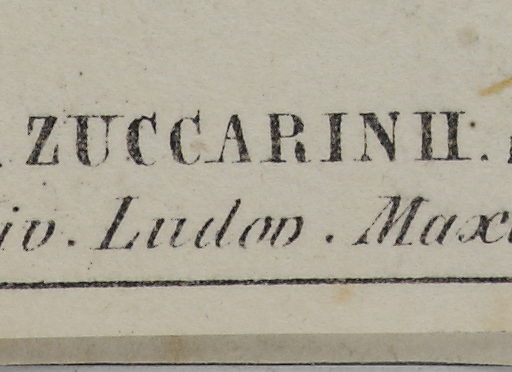 . ZUCCARINII.
iv. Ludov. Maxi